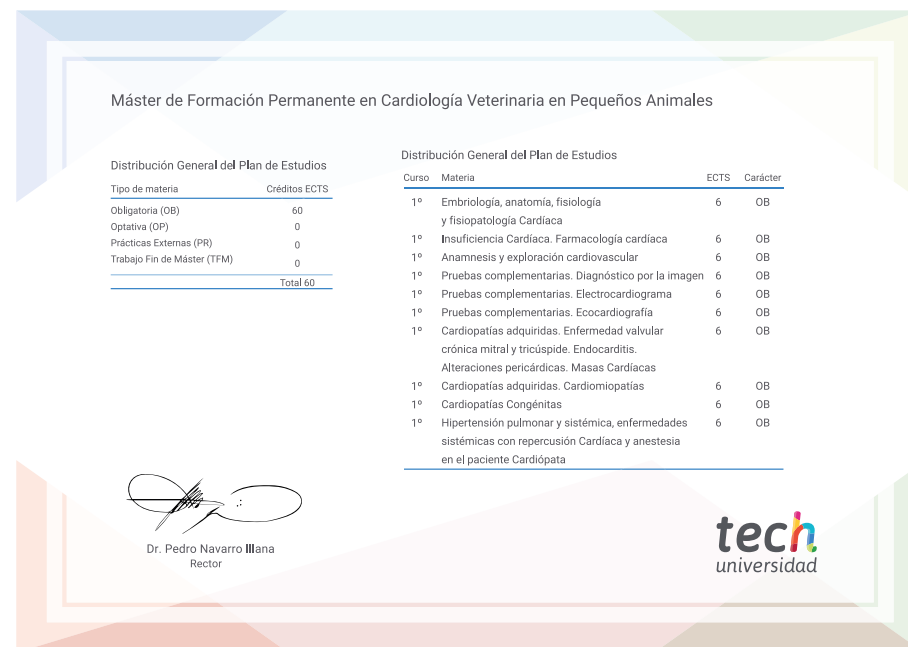 Máster de Formación Permanente en Cardiología Veterinaria en Pequeños Animales
Distribución General del Plan de Estudios
Tipo de materia Créditos ECTS
Obligatoria (OB) 60
Optativa (OP) 0
Prácticas Externas (PR) 0
Trabajo Fin de Máster (TFM) 0
Total 60
Distribución General del Plan de Estudios
Curso Materia ECTS Carácter
1º Embriología, anatomía, fisiología 6 OB
y fisiopatología Cardíaca
1º Insuficiencia Cardíaca. Farmacología cardíaca 6 OB
1º Anamnesis y exploración cardiovascular 6 OB
1º Pruebas complementarias. Diagnóstico por la imagen 6 OB
1º Pruebas complementarias. Electrocardiograma 6 OB
1º Pruebas complementarias. Ecocardiografía 6 OB
1º Cardiopatías adquiridas. Enfermedad valvular 6 OB
crónica mitral y tricúspide. Endocarditis.
Alteraciones pericárdicas. Masas Cardíacas
1º Cardiopatías adquiridas. Cardiomiopatías 6 OB
1º Cardiopatías Congénitas 6 OB
1º Hipertensión pulmonar y sistémica, enfermedades 6 OB
sistémicas con repercusión Cardíaca y anestesia
en el paciente Cardiópata
Dr. Pedro Navarro Illana
Rector
tech
universidad